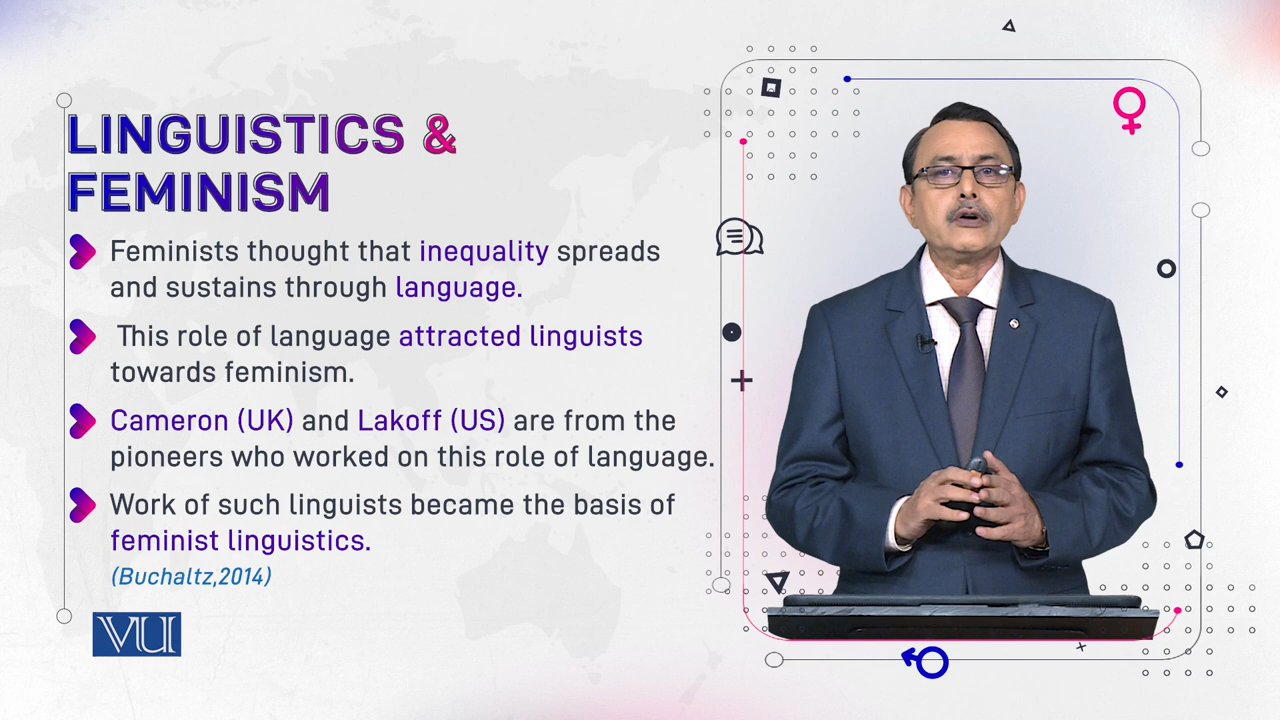 LINGUISTICS &
FEMINISM
Feminists thought that inequality spreads
and sustains through language.
This role of language attracted linguists
towards feminism.
Cameron (UK) and Lakoff (US) are from the
pioneers who worked on this role of language.
Work of such linguists became the basis of
feminist linguistics.
(Buchaltz,2014)
VU